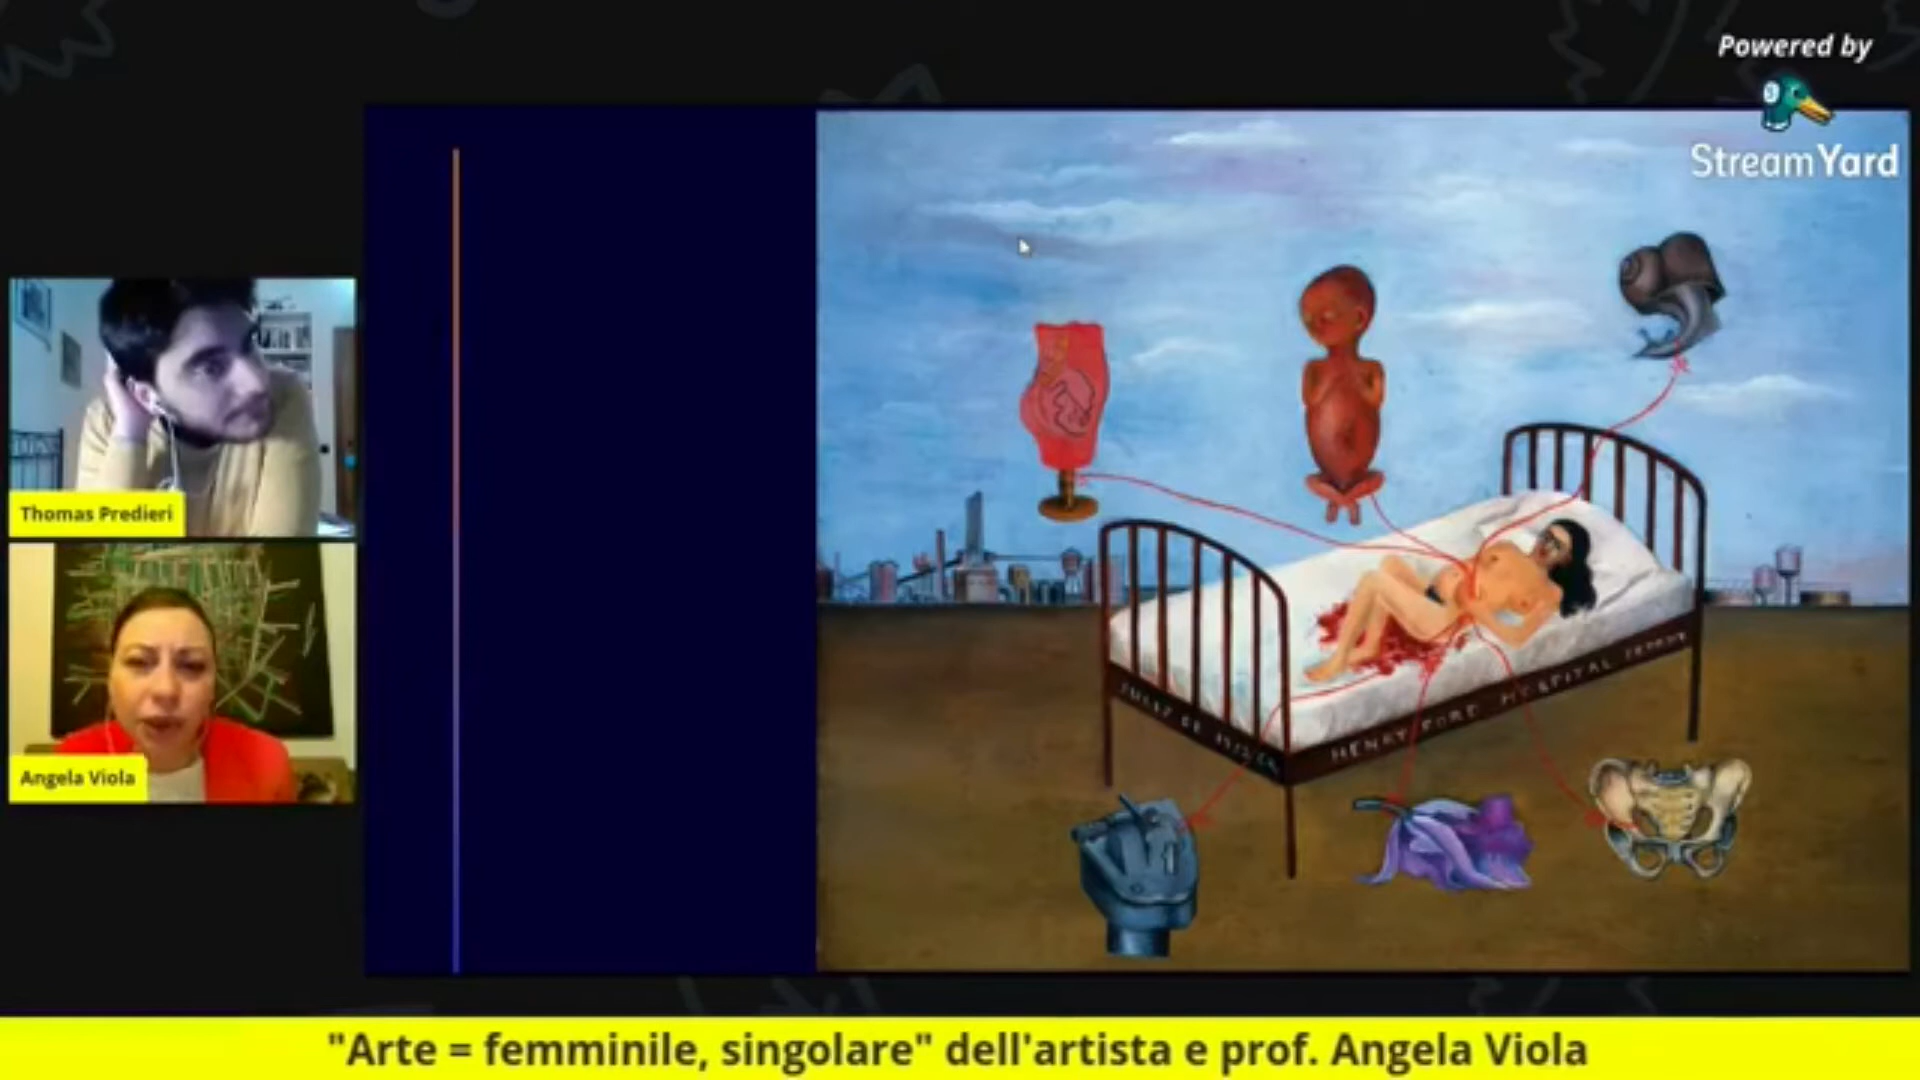 Powered by
StreamYard
Thomas Predieri
Angela Viola
HENRY FORD HOSPITAL
"Arte = femminile, singolare" dell'artista e prof. Angela Viola